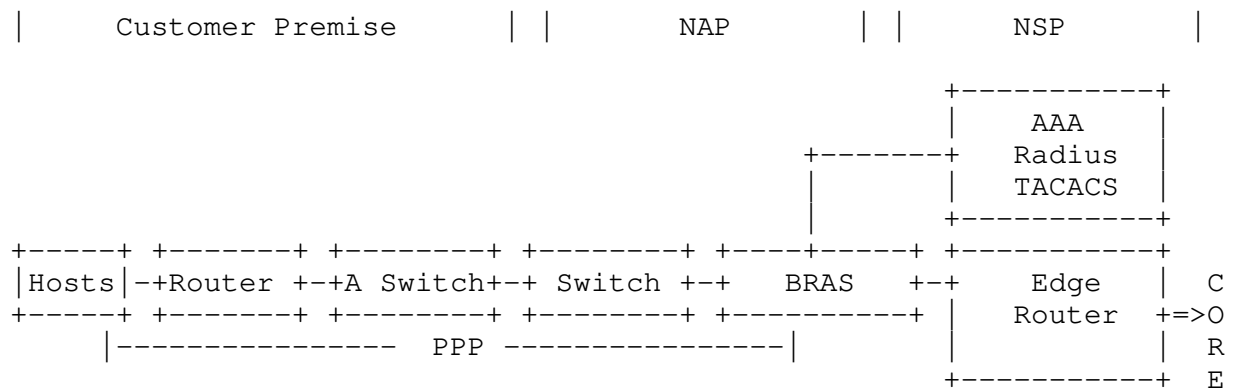 |      Customer Premise       | |        NAP       | |      NSP         |
                                                       +-----------+
                                                       |    AAA    |
                                               +-------+   Radius  |
                                               |       |   TACACS  |
                                               |       +-----------+
+-----+ +-------+ +--------+ +--------+ +----+-----+ +-----------+
|Hosts|-+Router +-+A Switch+-+ Switch +-+   BRAS   +-+    Edge   |  C
+-----+ +-------+ +--------+ +--------+ +----------+ |   Router  +=>O
     |---------------- PPP ----------------|         |           |  R
                                                     +-----------+  E